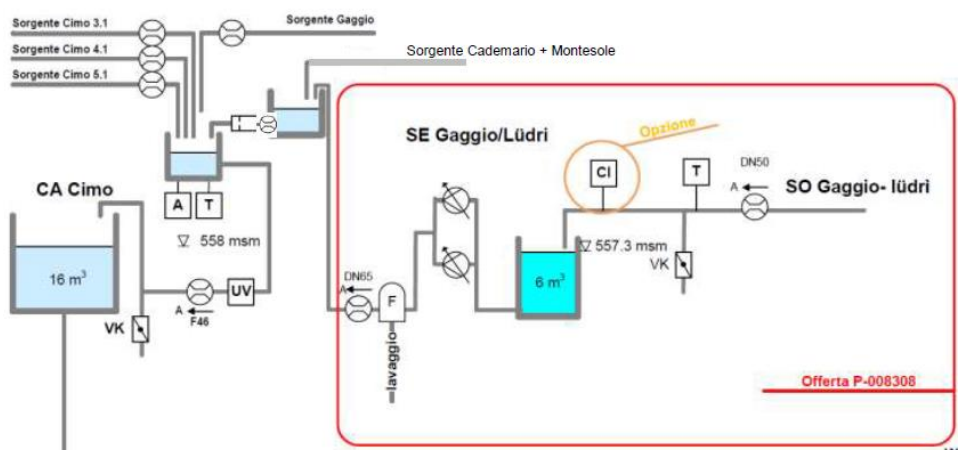 Sorgente Cimo 3.1
Sorgente Gaggio
Sorgente Cimo 4.1
Sorgente Cademario + Montesole
Sorgente Cimo 5.1
Opzione
SE Gaggio/Lüdri
CI
T
DN50
A
SO Gaggio- lüdri
CA Cimo
A
T
558 msm
557.3 msm
VK
16 m³
6 m³
DN65
A
F
UV
A
F46
VK
lavaggio
Offerta P-008308